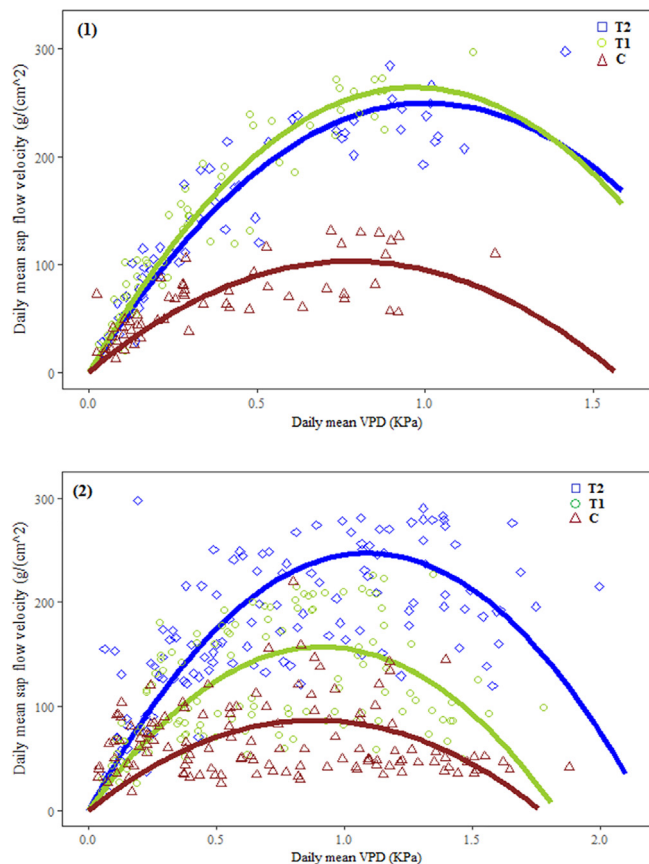 (1)
T2
T1
C
Daily mean sap flow velocity (g/(cm^2)
300
200
100
0
0.0 0.5 1.0 1.5
Daily mean VPD (KPa)
(2)
T2
T1
C
Daily mean sap flow velocity (g/(cm^2)
300
200
100
0
0.0 0.5 1.0 1.5 2.0
Daily mean VPD (KPa)